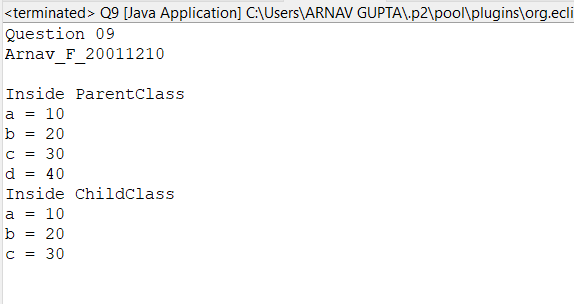 <terminated> Q9 [Java Application] C:\Users\ARNAV GUPTA\.p2\pool\plugins\org.ecli
Question 09
Arnav_F_20011210
Inside ParentClass
a = 10
b = 20
c = 30
d = 40
Inside ChildClass
a = 10
b = 20
c = 30